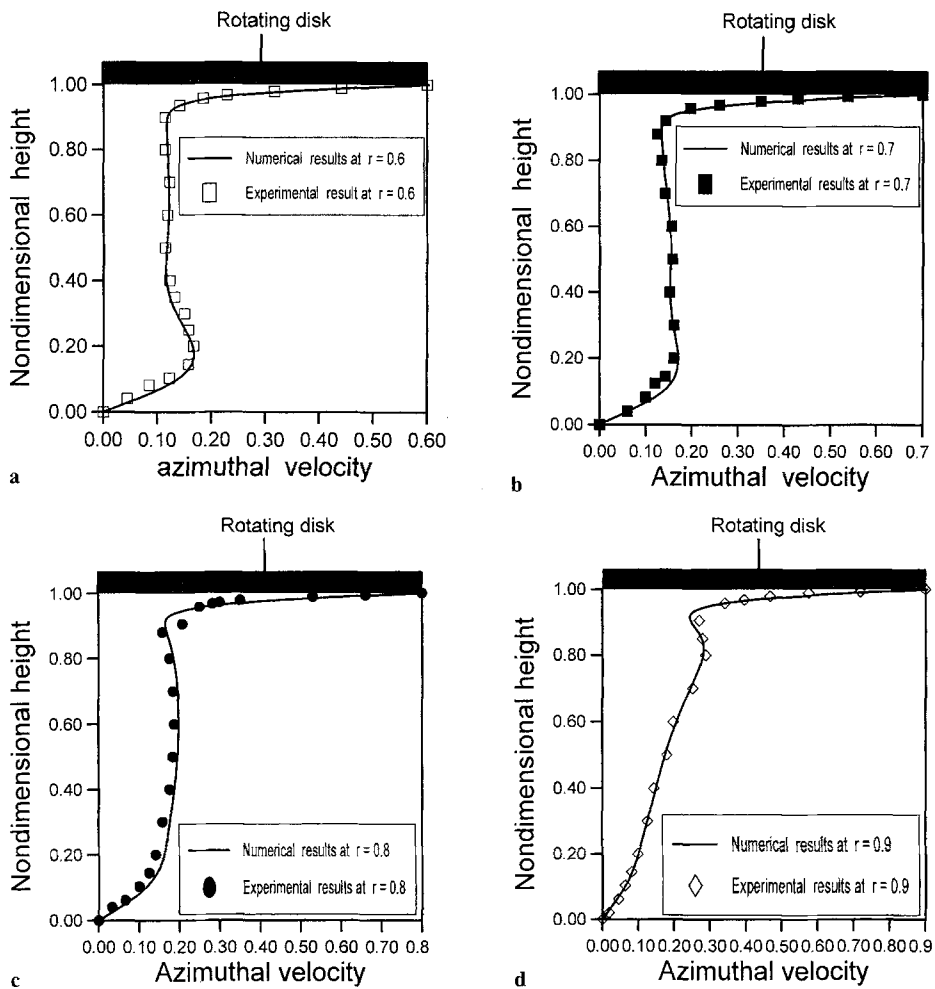 Rotating disk
1.00
0.80
0.60
0.40
0.20
0.00
Nondimensional height
Numerical results at r = 0.6
Experimental result at r = 0.6
0.00 0.10 0.20 0.30 0.40 0.50 0.60
azimuthal velocity
a
Rotating disk
1.00
0.80
0.60
0.40
0.20
0.00
Nondimensional height
Numerical results at r = 0.7
Experimental results at r = 0.7
0.00 0.10 0.20 0.30 0.40 0.50 0.60 0.7
Azimuthal velocity
b
Rotating disk
1.00
0.80
0.60
0.40
0.20
0.00
Nondimensional height
Numerical results at r = 0.8
Experimental results at r = 0.8
0.00 0.10 0.20 0.30 0.40 0.50 0.60 0.70 0.8
Azimuthal velocity
c
Rotating disk
1.00
0.80
0.60
0.40
0.20
0.00
Nondimensional height
Numerical results at r = 0.9
Experimental results at r = 0.9
0.00 0.10 0.20 0.30 0.40 0.50 0.60 0.70 0.80 0.9
Azimuthal velocity
d